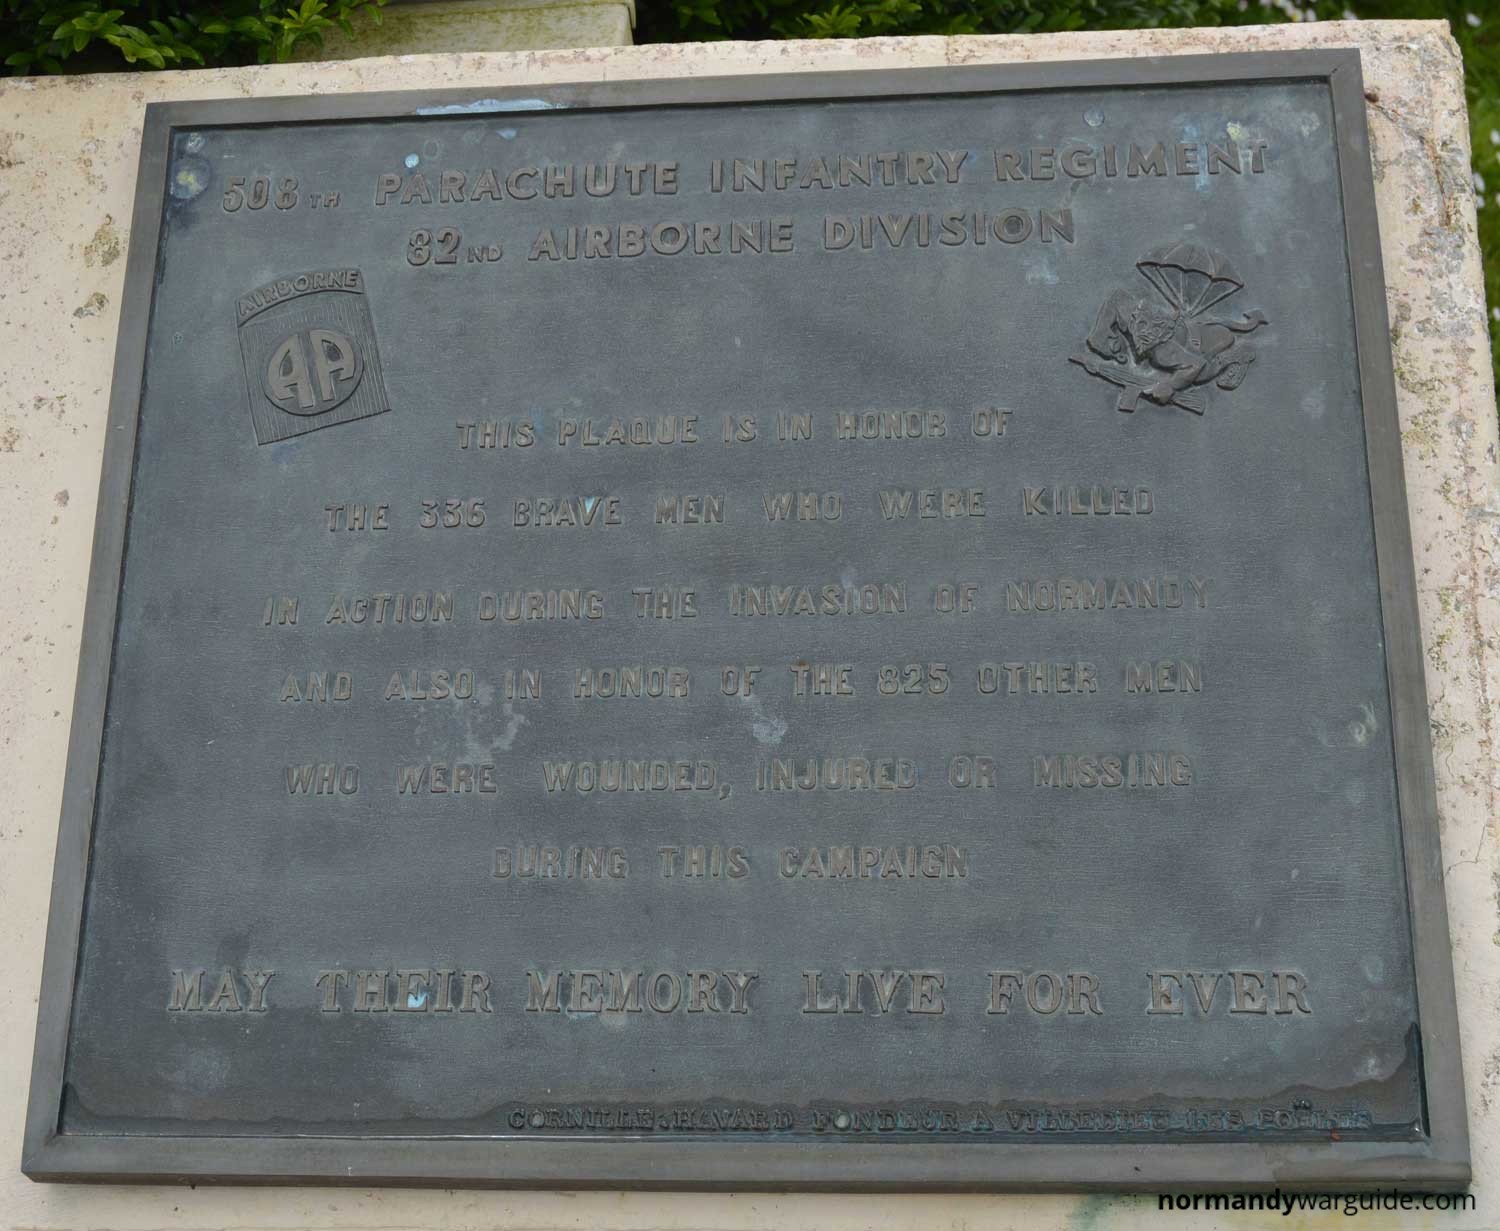 508TH PARACHUTE INFANTRY REGIMENT
82ND AIRBORNE DIVISION
AIRBORNE
AA
THIS PLAQUE IS IN HONOR OF
THE 336 BRAVE MEN WHO WERE KILLED
IN ACTION DURING THE INVASION OF NORMANDY
AND ALSO IN HONOR OF THE 825 OTHER MEN
WHO WERE WOUNDED, INJURED OR MISSING
DURING THIS CAMPAIGN
MAY THEIR MEMORY LIVE FOR EVER
CORNILLE-HAVARD FONDEUR A VILLEDIEU LES POELES
normandywarguide.com